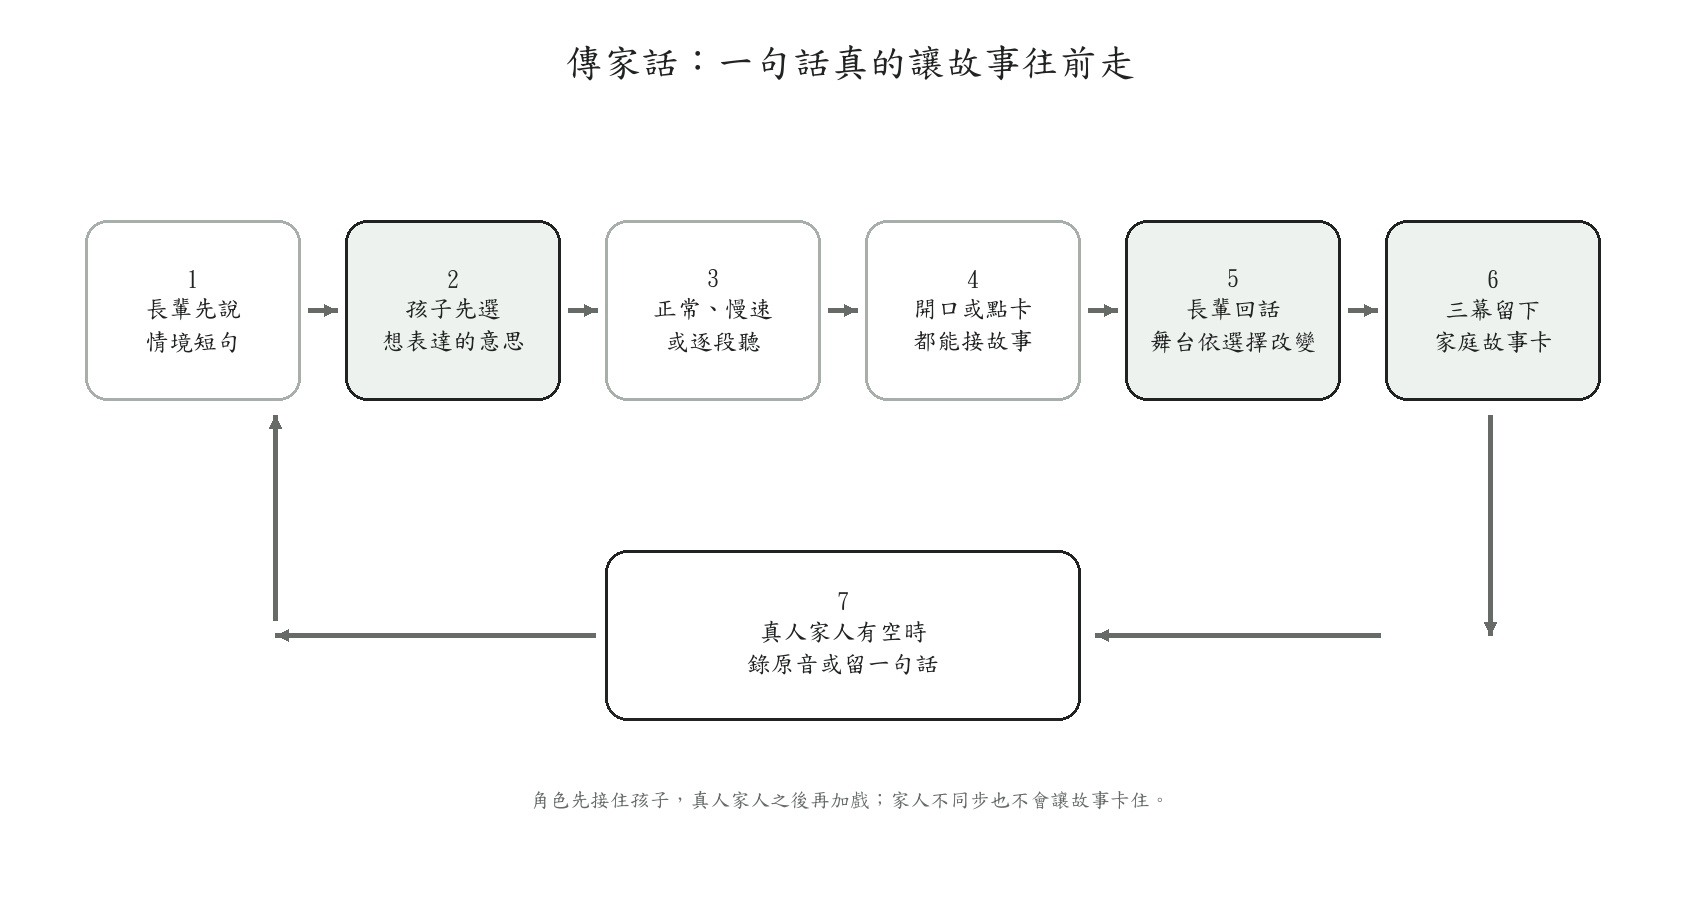 傳家話：一句話真的讓故事往前走
1
長輩先說
情境短句
2
孩子先選
想表達的意思
3
正常、慢速
或逐段聽
4
開口或點卡
都能接故事
5
長輩回話
舞台依選擇改變
6
三幕留下
家庭故事卡
7
真人家人有空時
錄原音或留一句話
角色先接住孩子，真人家人之後再加戲；家人不同步也不會讓故事卡住。